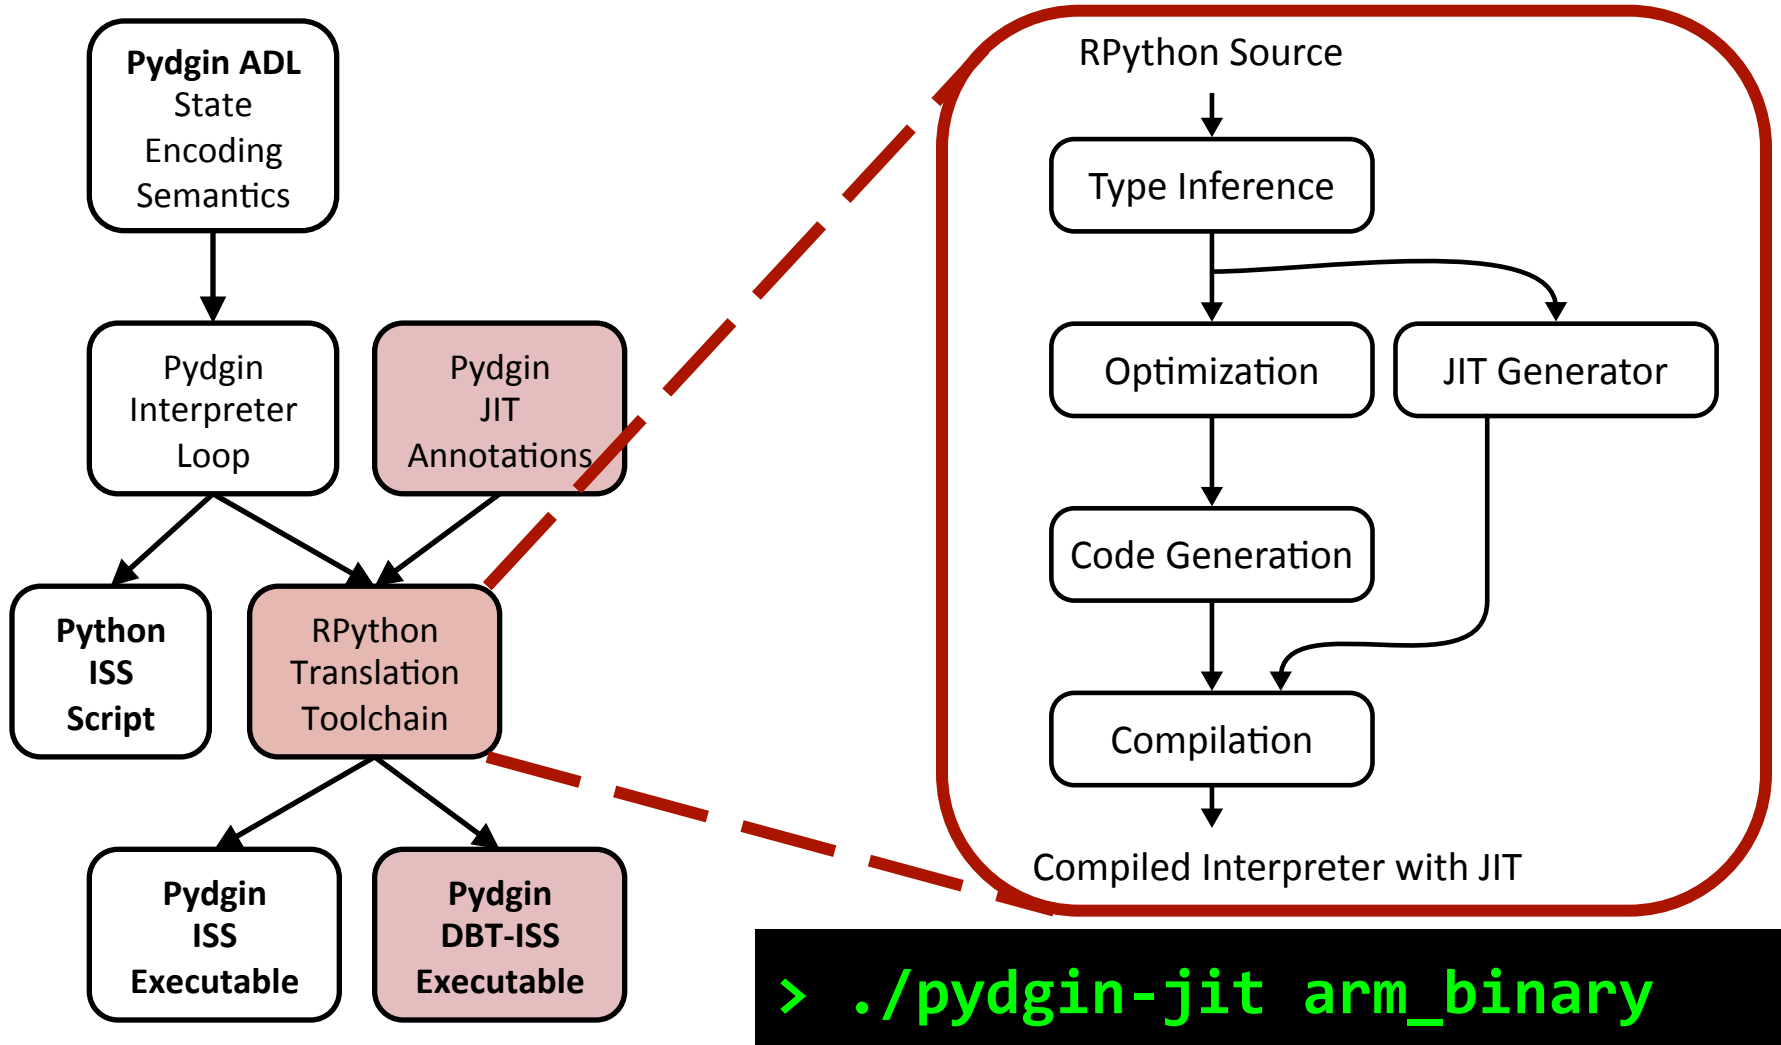 Pydgin ADL
State
Encoding
Semantics
Pydgin
Interpreter
Loop
Pydgin
JIT
Annotations
Python
ISS
Script
RPython
Translation
Toolchain
Pydgin
ISS
Executable
Pydgin
DBT-ISS
Executable
RPython Source
Type Inference
Optimization
JIT Generator
Code Generation
Compilation
Compiled Interpreter with JIT
> ./pydgin-jit arm_binary